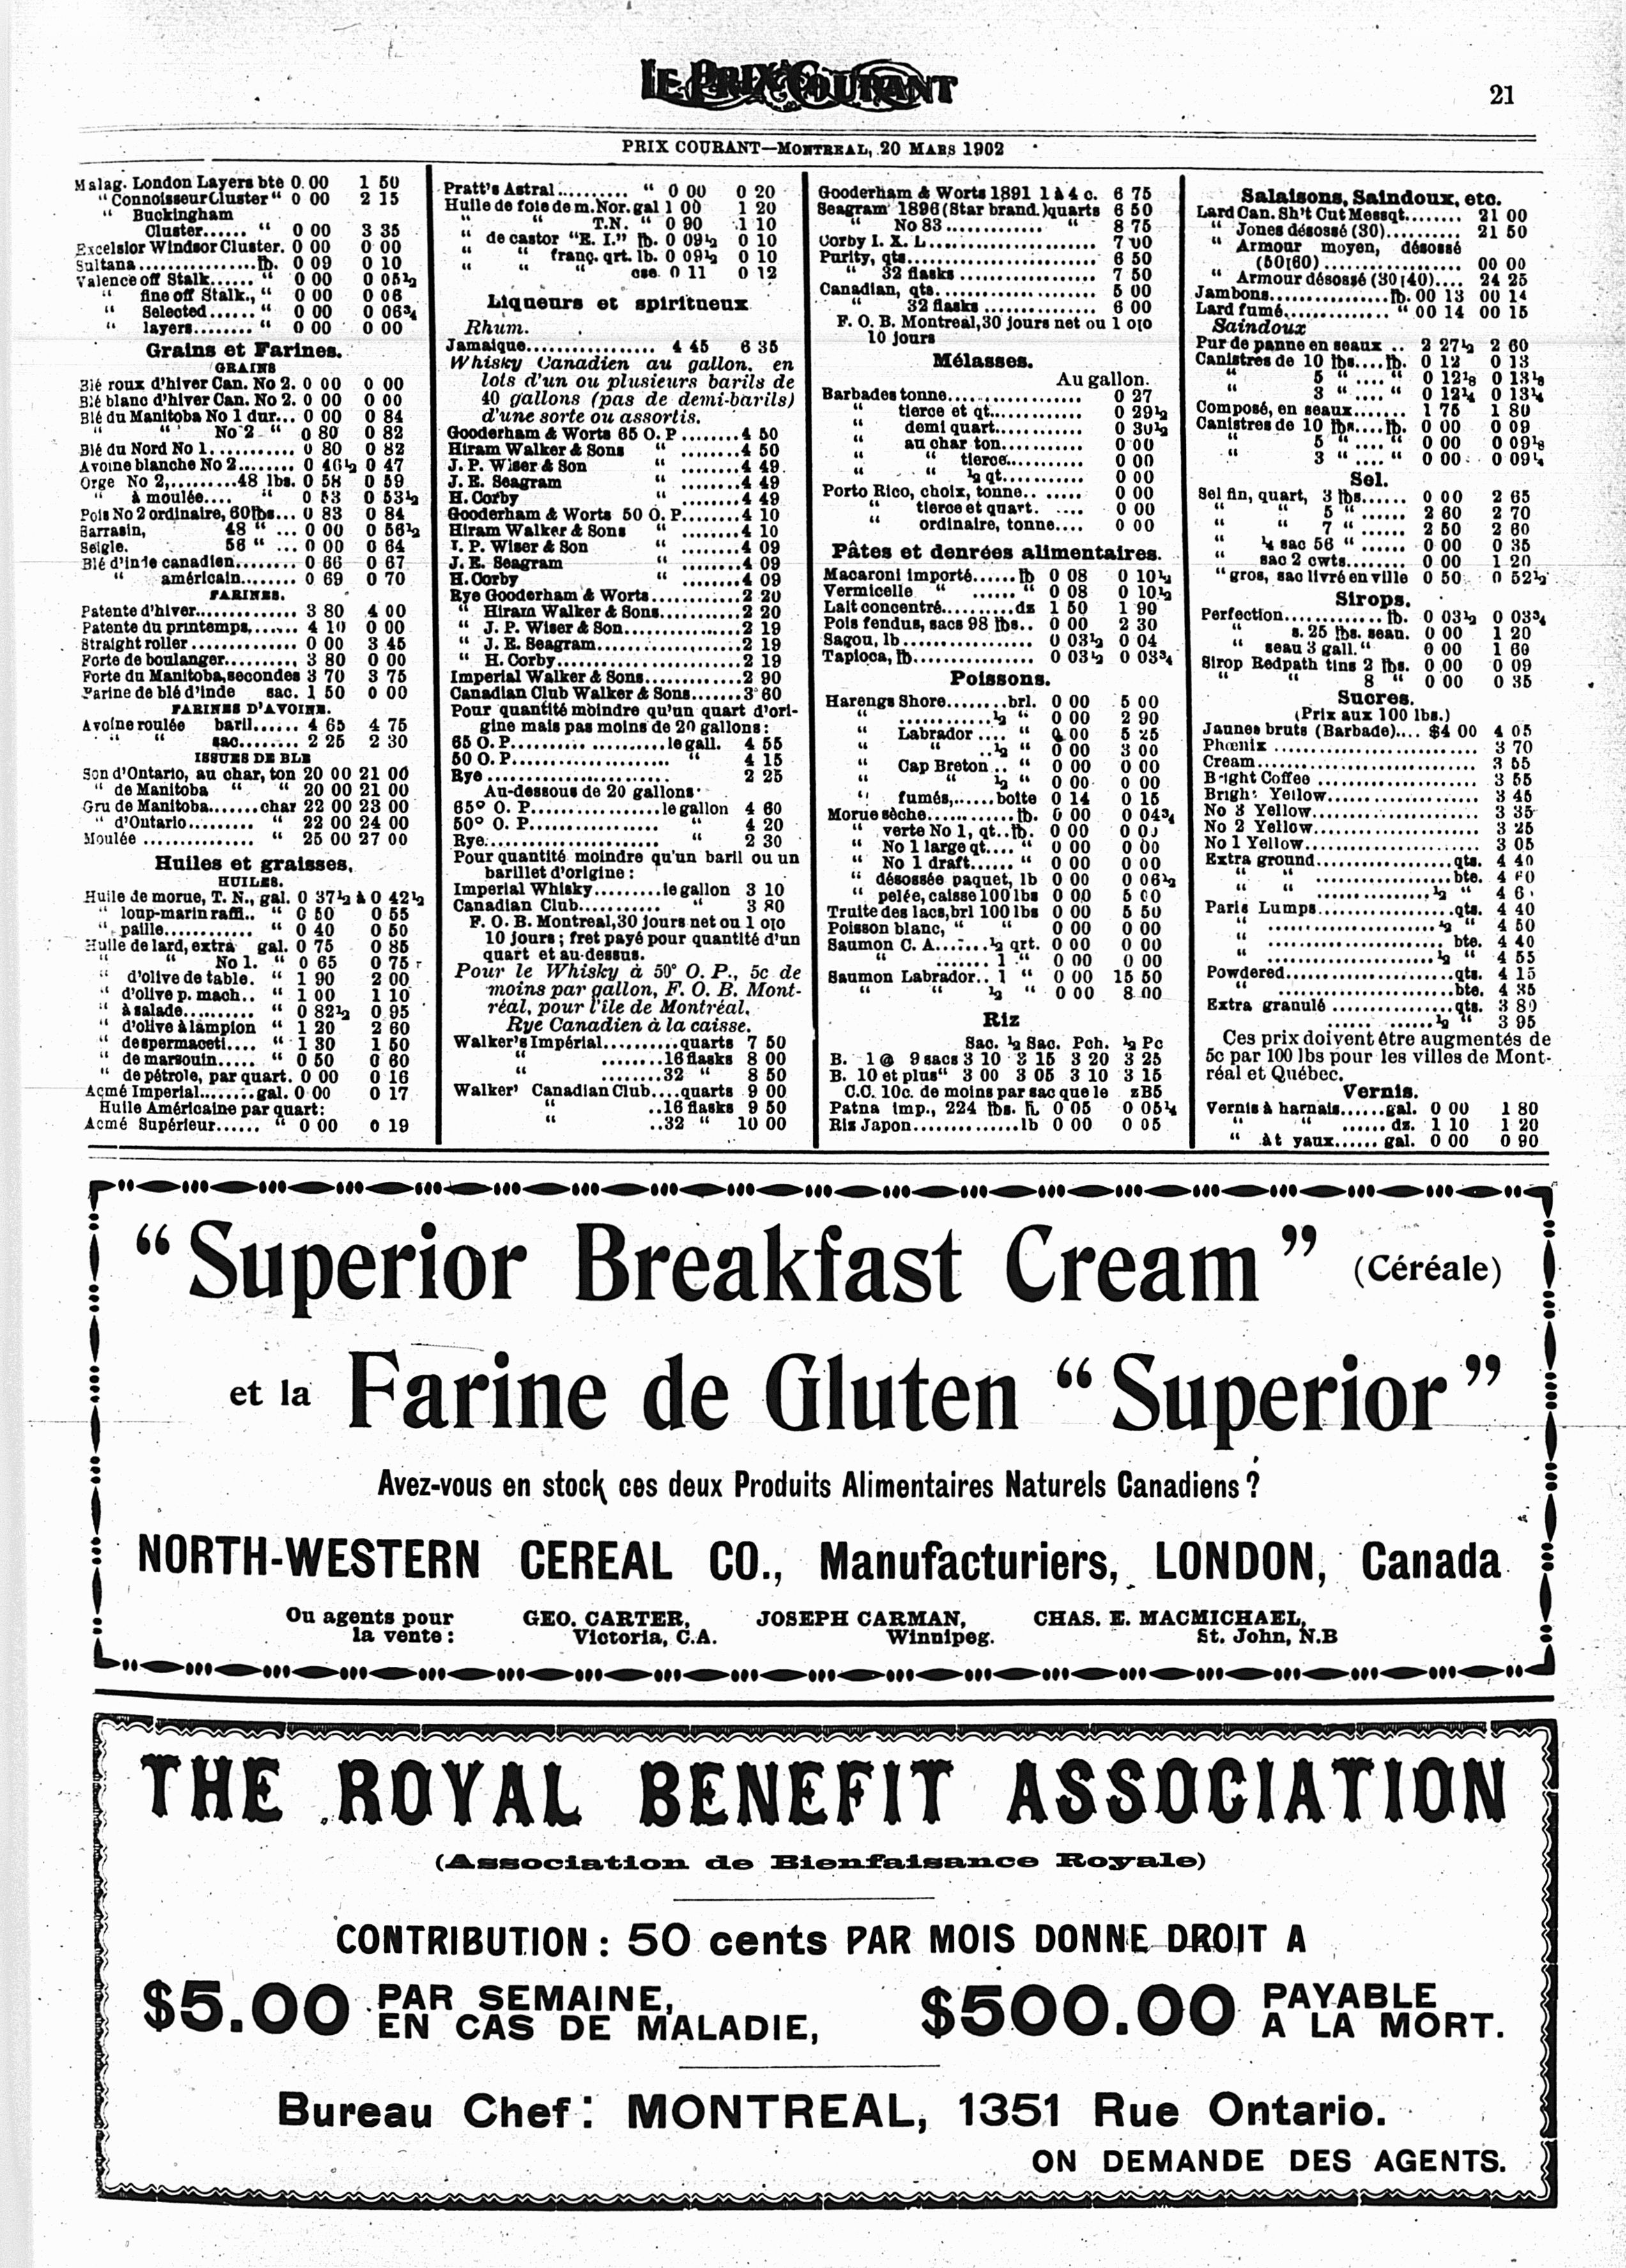 LE PRIX COURANT
21
PRIX COURANT—MONTREAL, 20 MARS 1902
Malag. London Layers bte 0 00 1 50
" Connoisseur Cluster " 0 00 2 15
" Buckingham
Cluster...... " 0 00 3 35
Excelsior Windsor Cluster. 0 00 0 00
Sultana................lb. 0 09 0 10
Valence off Stalk...... " 0 00 0 05½
" fine off Stalk., " 0 00 0 06
" Selected...... " 0 00 0 06¾
" layers........ " 0 00 0 00
Grains et Farines.
GRAINS
Blé roux d'hiver Can. No 2. 0 00 0 00
Blé blanc d'hiver Can. No 2. 0 00 0 00
Blé du Manitoba No 1 dur... 0 00 0 84
" " No 2 " 0 80 0 82
Blé du Nord No 1.......... 0 80 0 82
Avoine blanche No 2........ 0 46½ 0 47
Orge No 2,.........48 lbs. 0 58 0 59
" à moulée.... " 0 53 0 53½
Pois No 2 ordinaire, 60lbs... 0 83 0 84
Sarrasin, 48 " ... 0 00 0 56½
Seigle. 56 " ... 0 00 0 64
Blé d'inde canadien........ 0 66 0 67
" américain........ 0 69 0 70
FARINES.
Patente d'hiver.............. 3 80 4 00
Patente du printemps....... 4 10 0 00
Straight roller .............. 0 00 3 45
Forte de boulanger.......... 3 80 0 00
Forte du Manitoba, secondes 3 70 3 75
Farine de blé d'inde sac. 1 50 0 00
FARINES D'AVOINE.
Avoine roulée baril...... 4 65 4 75
" " sac........ 2 25 2 30
ISSUES DE BLE
Son d'Ontario, au char, ton 20 00 21 00
" de Manitoba " " 20 00 21 00
Gru de Manitoba.......char 22 00 23 00
" d'Ontario......... " 22 00 24 00
Moulée .............. " 25 00 27 00
Huiles et graisses.
HUILES.
Huile de morue, T. N., gal. 0 37½ à 0 42½
" loup-marin raffi.. " 0 50 0 55
" paille............ " 0 40 0 50
Huile de lard, extra gal. 0 75 0 85
" " No 1. " 0 65 0 75
" d'olive de table. " 1 90 2 00
" d'olive p. mach.. " 1 00 1 10
" à salade.......... " 0 82½ 0 95
" d'olive à lampion " 1 20 2 60
" de spermaceti.... " 1 30 1 50
" de marsouin..... " 0 50 0 60
" de pétrole, par quart. 0 00 0 16
Acmé Imperial........gal. 0 00 0 17
Huile Américaine par quart:
Acmé Supérieur...... " 0 00 0 19
Pratt's Astral.......... " 0 00 0 20
Huile de foie de m. Nor. gal 1 00 1 20
" " T.N. " 0 90 1 10
" de castor "E. I." lb. 0 09½ 0 10
" " franç. qrt. lb. 0 09½ 0 10
" " " cse. 0 11 0 12
Liqueurs et spiritueux
Rhum.
Jamaique................. 4 45 6 35
Whisky Canadien au gallon, en
lots d'un ou plusieurs barils de
40 gallons (pas de demi-barils)
d'une sorte ou assortis.
Gooderham & Worts 65 O. P ........4 50
Hiram Walker & Sons " ........4 50
J. P. Wiser & Son " ........4 49
J. E. Seagram " ........4 49
H. Corby " ........4 49
Gooderham & Worts 50 O. P........4 10
Hiram Walker & Sons " ........4 10
J. P. Wiser & Son " ........4 09
J. E. Seagram " ........4 09
H. Corby " ........4 09
Rye Gooderham & Worts............2 20
" Hiram Walker & Sons...........2 20
" J. P. Wiser & Son...............2 19
" J. E. Seagram..................2 19
" H. Corby.......................2 19
Imperial Walker & Sons............2 90
Canadian Club Walker & Sons.......3 60
Pour quantité moindre qu'un quart d'ori-
gine mais pas moins de 20 gallons:
65 O. P......................le gall. 4 55
50 O. P...................... " 4 15
Rye .......................... 2 25
Au-dessous de 20 gallons
65° O. P..................le gallon 4 60
50° O. P.................. " 4 20
Rye........................ " 2 30
Pour quantité moindre qu'un baril ou un
barillet d'origine:
Imperial Whisky.........le gallon 3 10
Canadian Club........... " 3 80
F. O. B. Montreal, 30 jours net ou 1 o|o
10 jours; fret payé pour quantité d'un
quart et au-dessus.
Pour le Whisky à 50° O. P., 5c de
moins par gallon, F. O. B. Mont-
réal, pour l'île de Montréal.
Rye Canadien à la caisse.
Walker's Impérial..........quarts 7 50
" ........16 flasks 8 00
" ........32 " 8 50
Walker' Canadian Club....quarts 9 00
" ..16 flasks 9 50
" ..32 " 10 00
Gooderham & Worts 1891 1 à 4 c. 6 75
Seagram 1896 (Star brand.) quarts 6 50
" No 83 ............. " 8 75
Corby I. X. L..................... 7 00
Purity, qts........................ 6 50
" 32 flasks .................. 7 50
Canadian, qts...................... 5 00
" 32 flasks ................ 6 00
F. O. B. Montreal, 30 jours net ou 1 o|o
10 jours
Mélasses.
Au gallon.
Barbades tonne.................. 0 27
" tierce et qt............. 0 29½
" demi quart............. 0 30½
" au char ton............ 0 00
" " tierce............ 0 00
" " ½ qt............ 0 00
Porto Rico, choix, tonne.. ..... 0 00
" tierce et quart. .... 0 00
" ordinaire, tonne.... 0 00
Pâtes et denrées alimentaires.
Macaroni importé......lb 0 08 0 10½
Vermicelle " ...... " 0 08 0 10½
Lait concentré..........dz 1 50 1 90
Pois fendus, sacs 98 lbs.. 0 00 2 30
Sagou, lb................. 0 03½ 0 04
Tapioca, lb............... 0 03½ 0 03¾
Poissons.
Harengs Shore........brl. 0 00 5 00
" ............½ " 0 00 2 90
" Labrador .... " 0 00 5 25
" " ..½ " 0 00 3 00
" Cap Breton .. " 0 00 0 00
" " ½ " 0 00 0 00
" fumés,.....boîte 0 14 0 15
Morue sèche..............lb. 0 00 0 04¾
" verte No 1, qt..lb. 0 00
" No 1 large qt.... " 0 00 0 00
" No 1 draft...... " 0 00 0 00
" désossée paquet, lb 0 00 0 06½
" pelée, caisse 100 lbs 0 00 5 00
Truite des lacs, brl 100 lbs 0 00 5 50
Poisson blanc, " " 0 00 0 00
Saumon C. A......½ qrt. 0 00 0 00
" ....... 1 " 0 00 0 00
Saumon Labrador.. 1 " 0 00 15 50
" " ½ " 0 00 8 00
Riz
Sac. ½ Sac. Pch. ½ Pc
B. 1 @ 9 sacs 3 10 3 15 3 20 3 25
B. 10 et plus " 3 00 3 05 3 10 3 15
C.C. 10c. de moins par sac que le zB5
Patna imp., 224 lbs. lb. 0 05 0 05¼
Riz Japon...............lb 0 00 0 05
Salaisons, Saindoux, etc.
Lard Can. Sh't Cut Mess qt........ 21 00
" Jones désossé (30).......... 21 50
" Armour moyen, désossé
(50|60)..................... 00 00
" Armour désossé (30|40).... 24 25
Jambons.................lb. 00 13 00 14
Lard fumé................ " 00 14 00 15
Saindoux
Pur de panne en seaux .. 2 27½ 2 60
Canistres de 10 lbs....lb. 0 12 0 13
" 5 " .... " 0 12⅛ 0 13⅛
" 3 " .... " 0 12¼ 0 13¼
Composé, en seaux....... 1 75 1 80
Canistres de 10 lbs....lb. 0 00 0 09
" 5 " .... " 0 00 0 09⅛
" 3 " .... " 0 00 0 09¼
Sel.
Sel fin, quart, 3 lbs...... 0 00 2 65
" " 5 " ...... 2 60 2 70
" " 7 " ...... 2 50 2 60
" ¼ sac 56 " ...... 0 00 0 35
" sac 2 cwts........ 0 00 1 20
" gros, sac livré en ville 0 50 0 52½
Sirops.
Perfection..............lb. 0 03½ 0 03¾
" s. 25 lbs. seau. 0 00 1 20
" seau 3 gall. " 0 00 1 60
Sirop Redpath tins 2 lbs. 0 00 0 09
" " 8 " 0 00 0 35
Sucres.
(Prix aux 100 lbs.)
Jaunes bruts (Barbade).... $4 00 4 05
Phœnix .......................... 3 70
Cream............................ 3 55
Bright Coffee ..................... 3 55
Bright Yellow..................... 3 45
No 3 Yellow...................... 3 35
No 2 Yellow...................... 3 25
No 1 Yellow...................... 3 05
Extra ground.................qts. 4 40
" " .................bte. 4 60
" " ................½ "
Paris Lumps.................qts. 4 40
" ....................½ " 4 50
" ....................bte. 4 40
" ....................½ " 4 55
Powdered....................qts. 4 15
" ....................bte. 4 35
Extra granulé ...............qts. 3 80
...... ......½ " 3 95
Ces prix doivent être augmentés de
5c par 100 lbs pour les villes de Mont-
réal et Québec.
Vernis.
Vernis à harnais......gal. 0 00 1 80
" " ...... dz. 1 10 1 20
" à t yaux...... gal. 0 00 0 90
"Superior Breakfast Cream" (Céréale)
et la Farine de Gluten "Superior"
Avez-vous en stock ces deux Produits Alimentaires Naturels Canadiens?
NORTH-WESTERN CEREAL CO., Manufacturiers, LONDON, Canada
Ou agents pour la vente: GEO. CARTER, JOSEPH CARMAN, CHAS. E. MACMICHAEL,
Victoria, C.A. Winnipeg. St. John, N.B
THE ROYAL BENEFIT ASSOCIATION
(Association de Bienfaisance Royale)
CONTRIBUTION: 50 cents PAR MOIS DONNE DROIT A
$5.00 PAR SEMAINE, EN CAS DE MALADIE, $500.00 PAYABLE A LA MORT.
Bureau Chef: MONTREAL, 1351 Rue Ontario.
ON DEMANDE DES AGENTS.